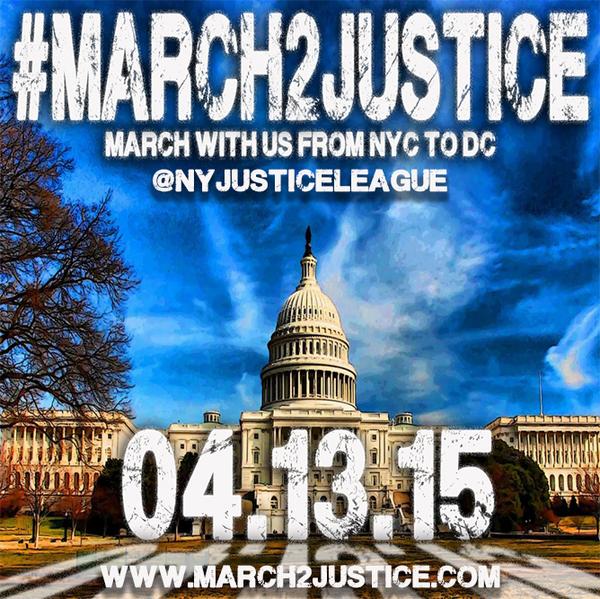 #MARCH2JUSTICE
MARCH WITH US FROM NYC TO DC
@NYJUSTICELEAGUE
04.13.15
WWW.MARCH2JUSTICE.COM